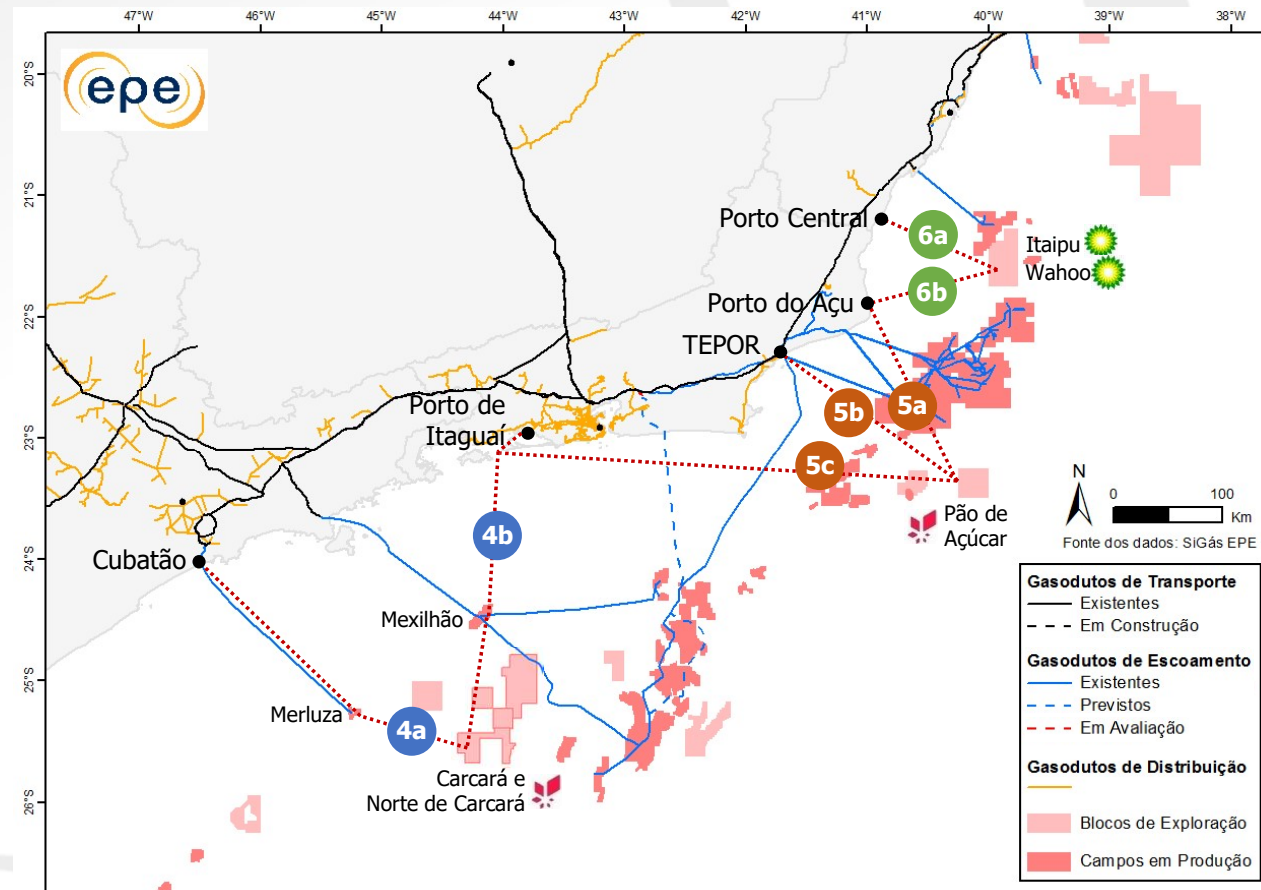 47°W 46°W 45°W 44°W 43°W 42°W 41°W 40°W 39°W 38°W
epe
20°S
21°S
22°S
23°S
24°S
25°S
26°S
Porto Central
6a
Itaipu
Wahoo
6b
Porto do Açu
TEPOR
5a
5b
5c
Porto de
Itaguaí
Pão de
Açúcar
N
0 100
Km
Fonte dos dados: SiGás EPE
4b
Cubatão
Mexilhão
Merluza
4a
Carcará e
Norte de Carcará
Gasodutos de Transporte
Existentes
Em Construção
Gasodutos de Escoamento
Existentes
Previstos
Em Avaliação
Gasodutos de Distribuição
Blocos de Exploração
Campos em Produção